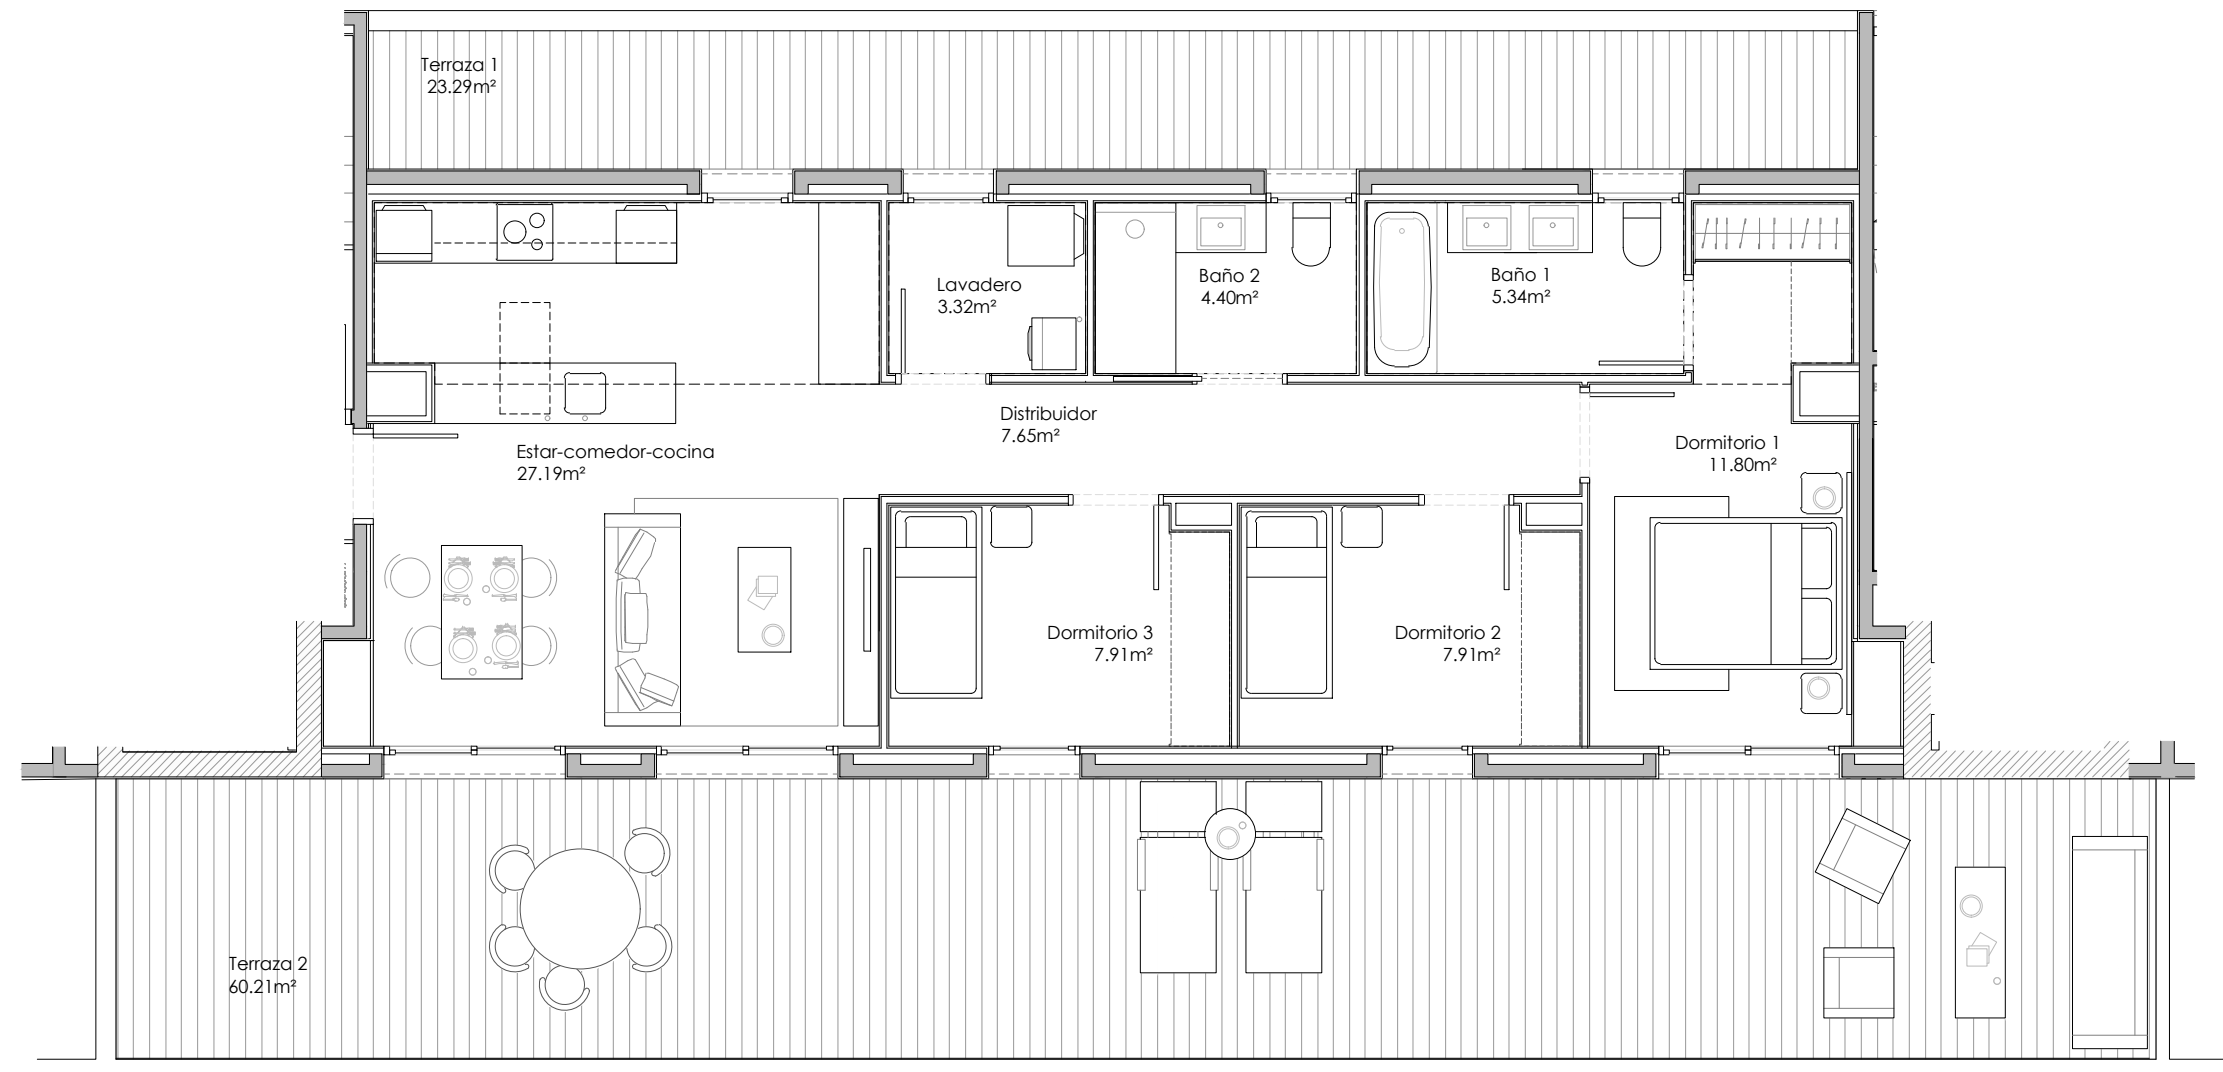 Terraza 1
23.29m²
Lavadero
3.32m²
Baño 2
4.40m²
Baño 1
5.34m²
Distribuidor
7.65m²
Estar-comedor-cocina
27.19m²
Dormitorio 1
11.80m²
Dormitorio 3
7.91m²
Dormitorio 2
7.91m²
Terraza 2
60.21m²